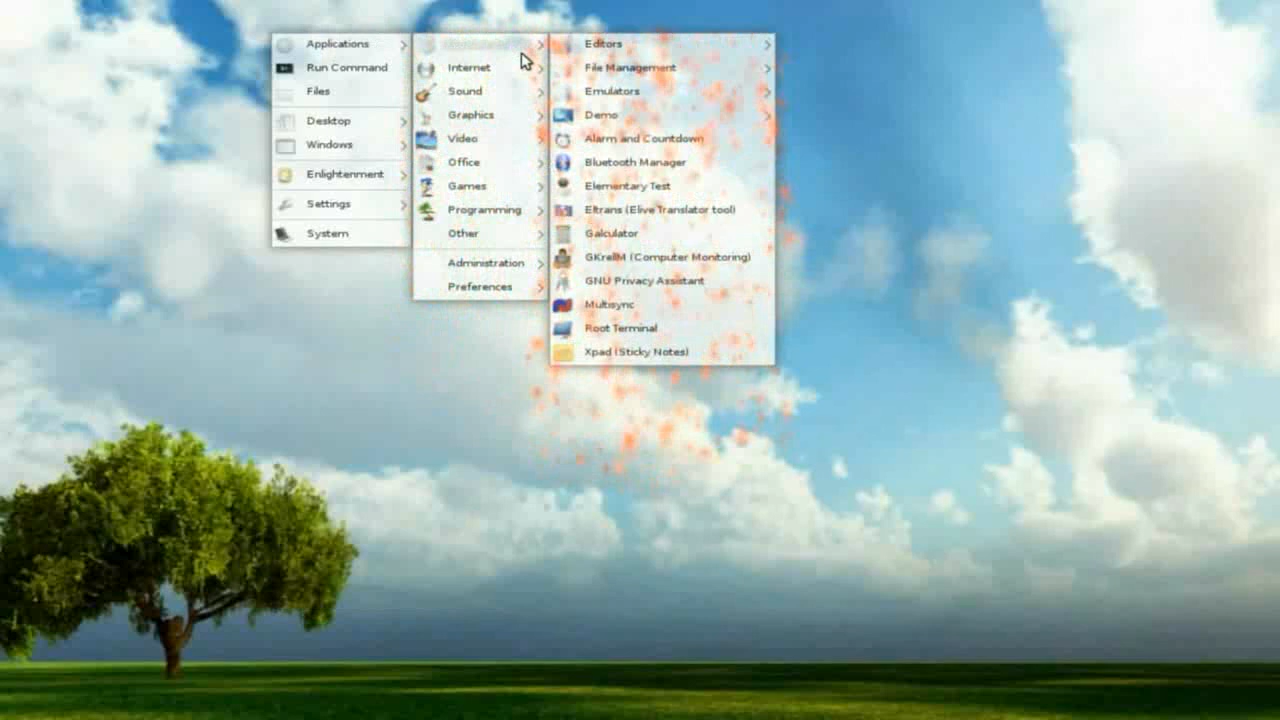 Applications
Run Command
Files
Desktop
Windows
Enlightenment
Settings
System
Internet
Sound
Graphics
Video
Office
Games
Programming
Other
Administration
Preferences
Editors
File Management
Emulators
Demo
Alarm and Countdown
Bluetooth Manager
Elementary Test
Eltrans (Elive Translator tool)
Galculator
GKrellM (Computer Monitoring)
GNU Privacy Assistant
Multisync
Root Terminal
Xpad (Sticky Notes)